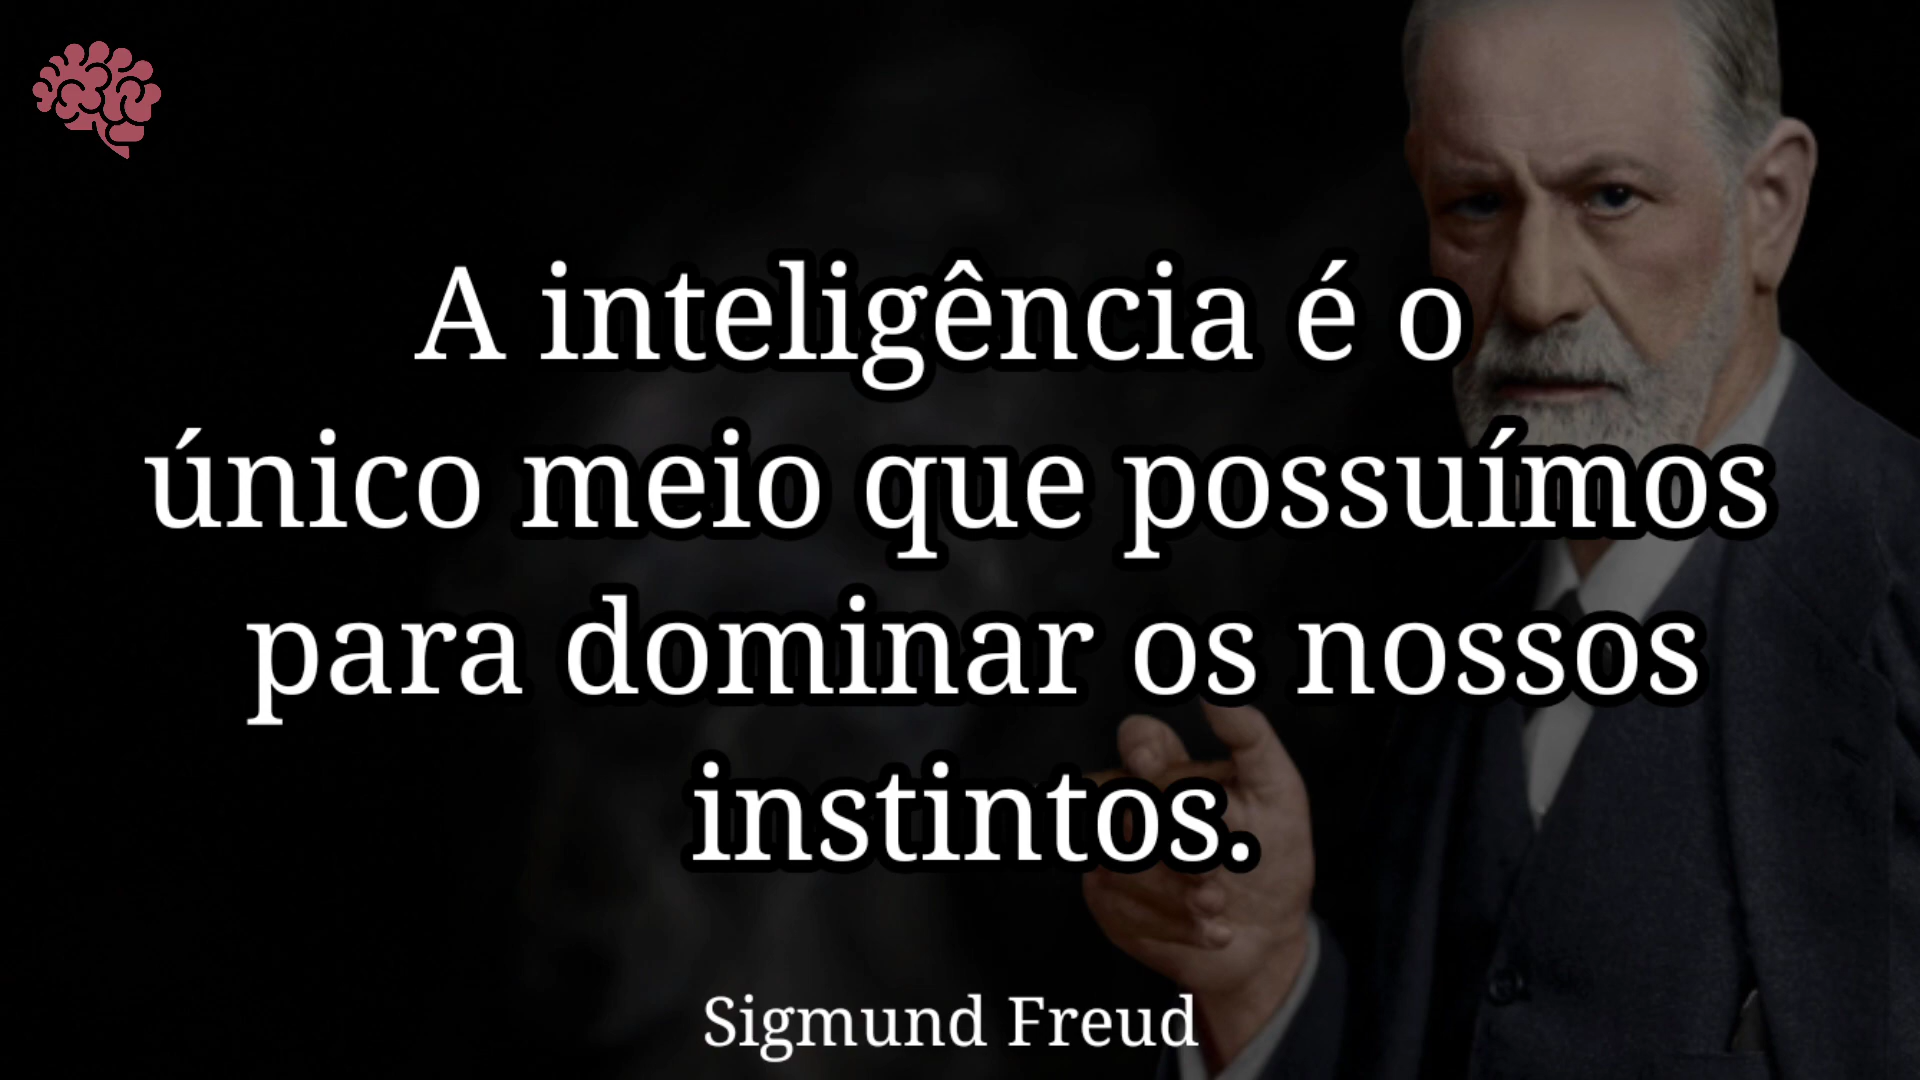 A inteligência é o
único meio que possuímos
para dominar os nossos
instintos.
Sigmund Freud